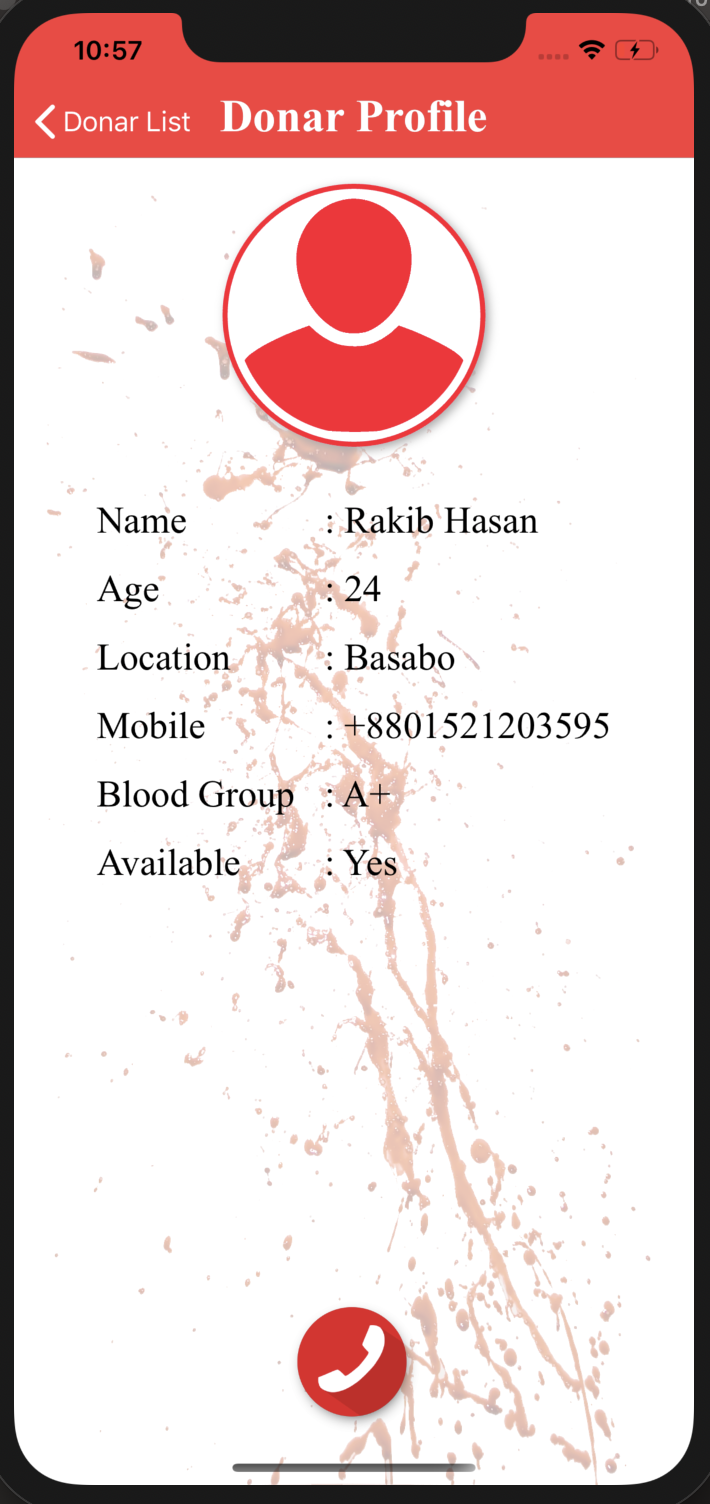 10:57
Donar List Donar Profile
Name : Rakib Hasan
Age : 24
Location : Basabo
Mobile : +8801521203595
Blood Group : A+
Available : Yes